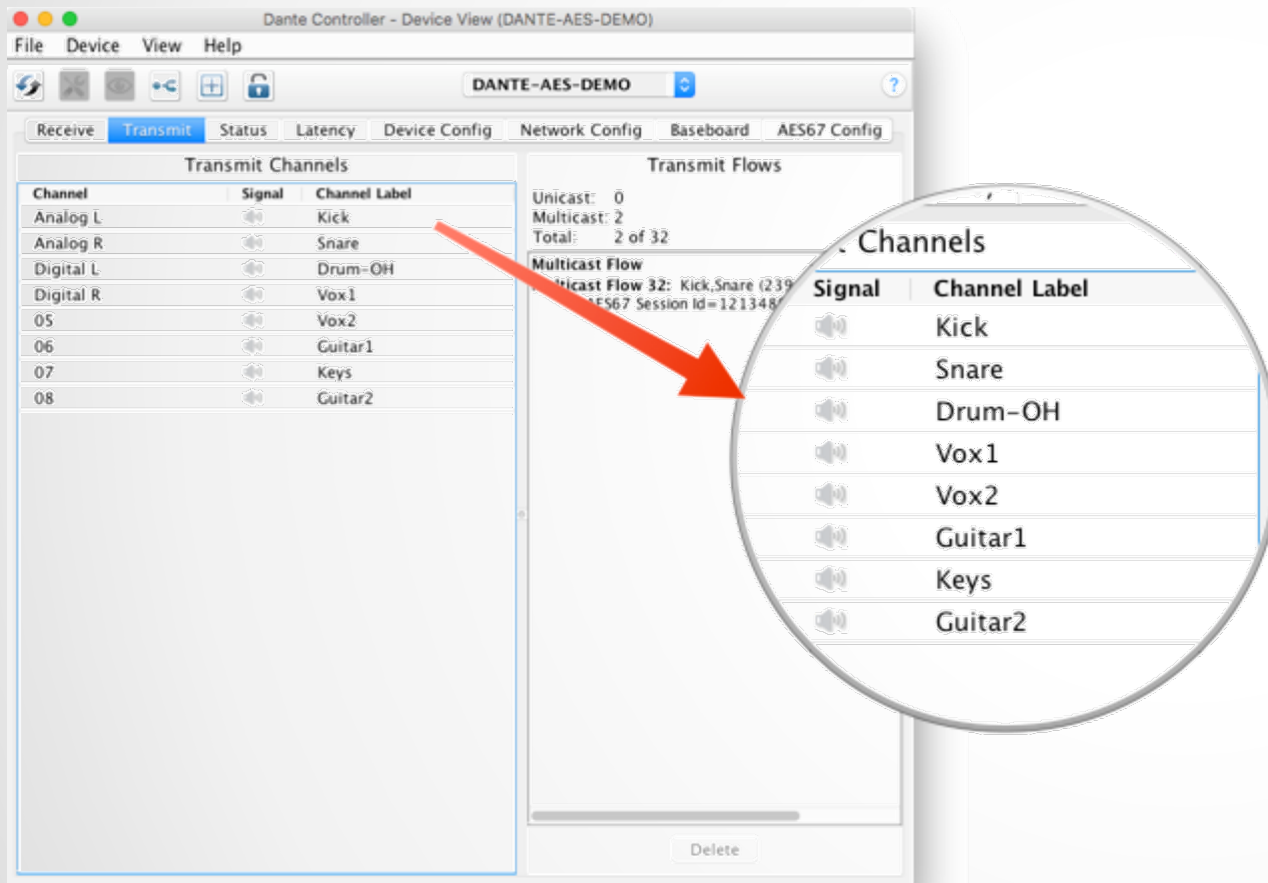 Dante Controller - Device View (DANTE-AES-DEMO)
File Device View Help
DANTE-AES-DEMO
?
Receive Transmit Status Latency Device Config Network Config Baseboard AES67 Config
Transmit Channels
Channel Signal Channel Label
Analog L Kick
Analog R Snare
Digital L Drum-OH
Digital R Vox1
05 Vox2
06 Guitar1
07 Keys
08 Guitar2
Transmit Flows
Unicast: 0
Multicast: 2
Total: 2 of 32
Multicast Flow
Flow 32: Kick,Snare (239
AES67 Session Id=121348
Delete
Channels
Signal Channel Label
Kick
Snare
Drum-OH
Vox1
Vox2
Guitar1
Keys
Guitar2